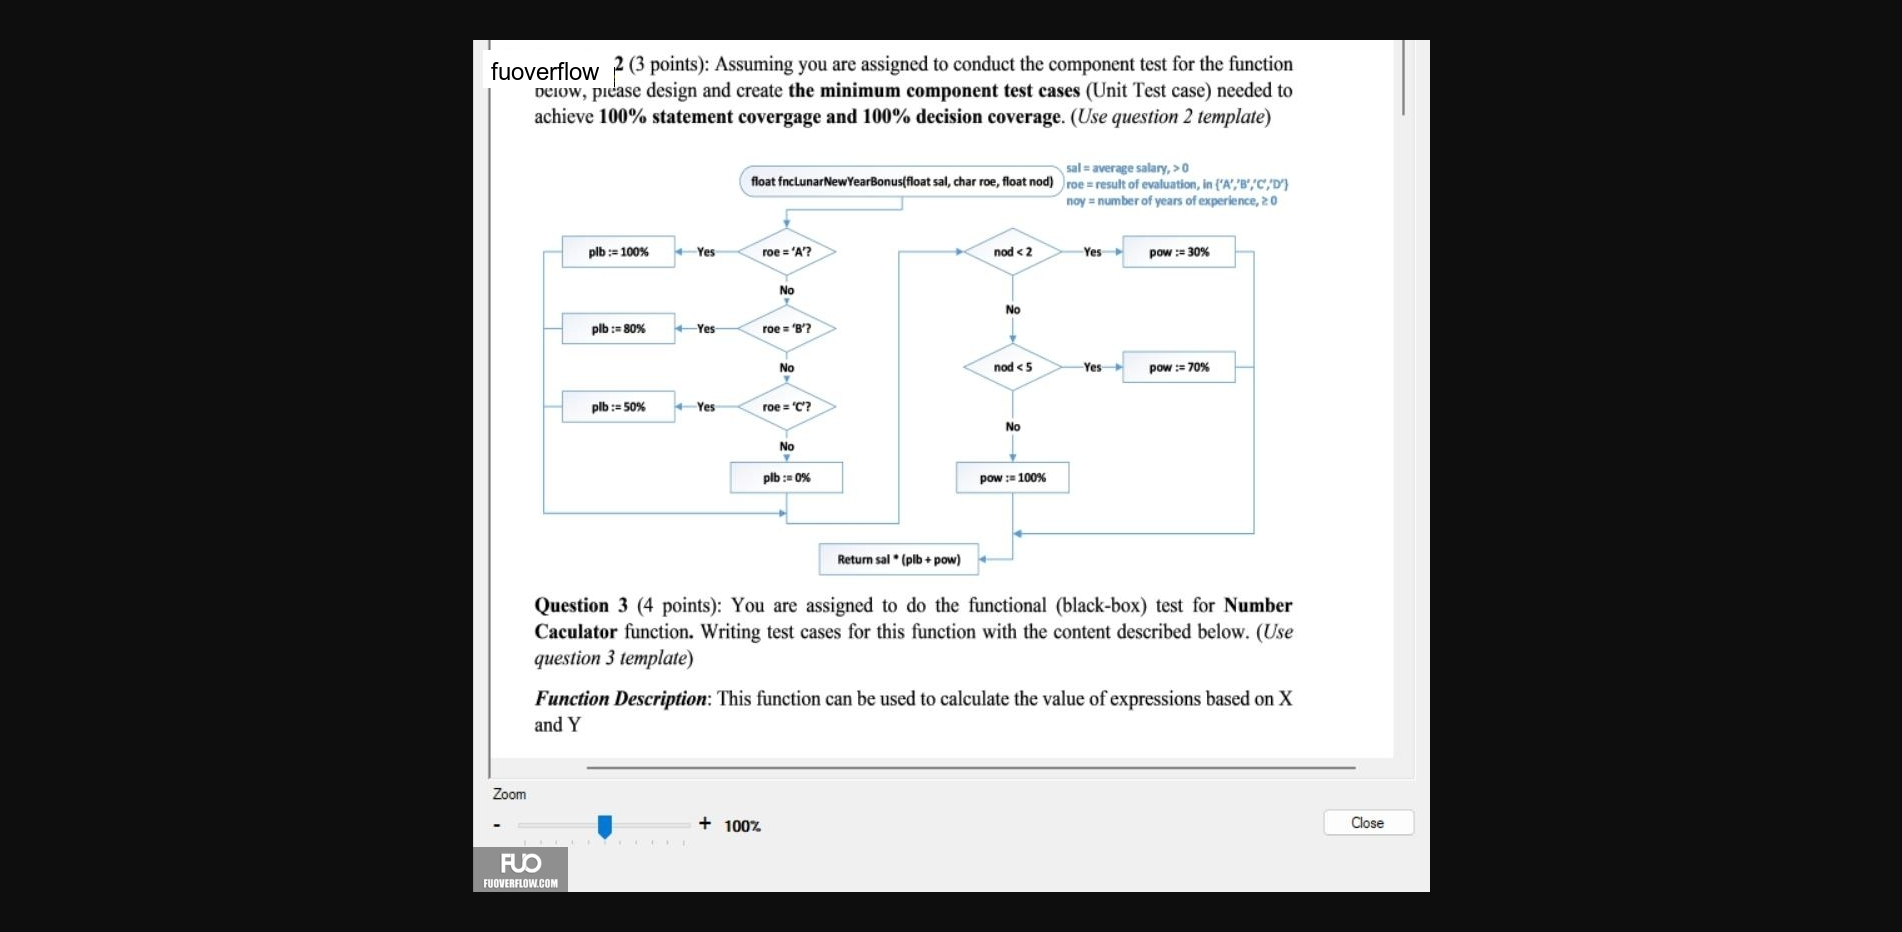 fuoverflow 2 (3 points): Assuming you are assigned to conduct the component test for the function
below, please design and create the minimum component test cases (Unit Test case) needed to
achieve 100% statement covergage and 100% decision coverage. (Use question 2 template)
float fncLunarNewYearBonus(float sal, char roe, float nod)
sal = average salary, > 0
roe = result of evaluation, in {'A','B','C','D'}
noy = number of years of experience, ≥ 0
plb := 100%
Yes
roe = 'A'?
nod < 2
Yes
pow := 30%
No
No
plb := 80%
Yes
roe = 'B'?
No
nod < 5
Yes
pow := 70%
plb := 50%
Yes
roe = 'C'?
No
No
plb := 0%
pow := 100%
Return sal * (plb + pow)
Question 3 (4 points): You are assigned to do the functional (black-box) test for Number
Caculator function. Writing test cases for this function with the content described below. (Use
question 3 template)
Function Description: This function can be used to calculate the value of expressions based on X
and Y
Zoom
- + 100%
Close
FUO
FUOVERFLOW.COM